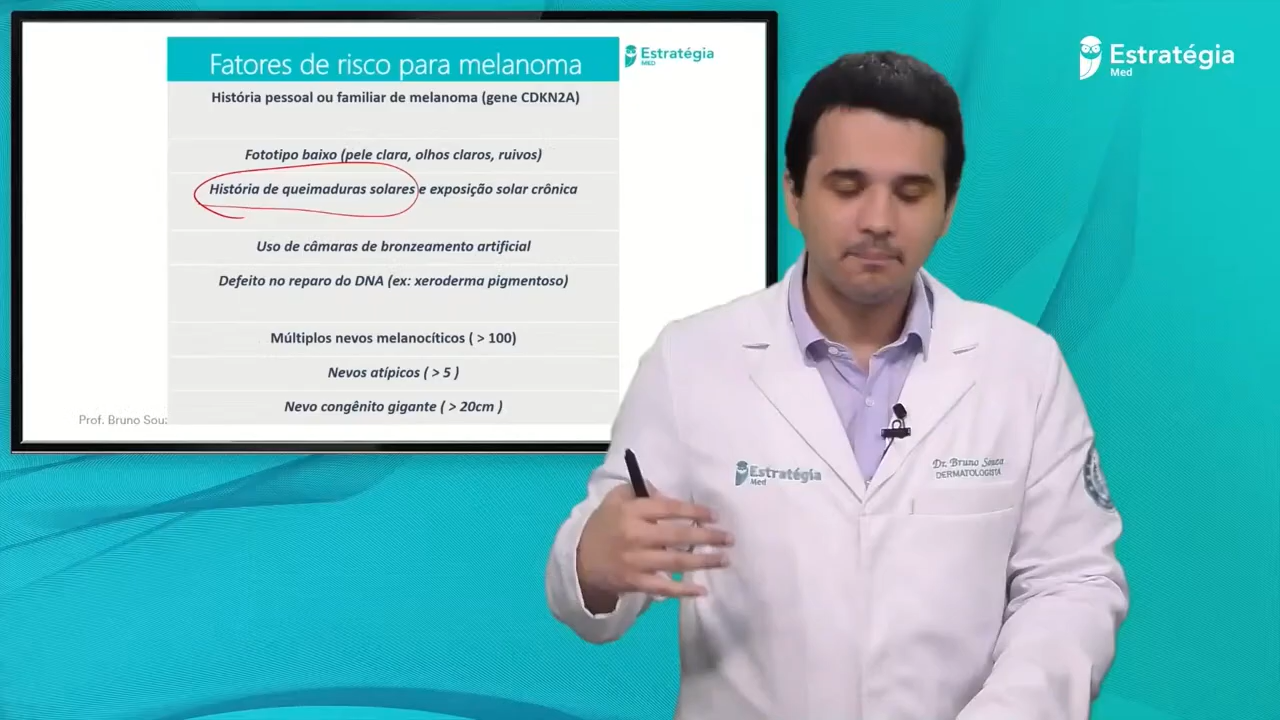 Fatores de risco para melanoma
Estratégia
MED
História pessoal ou familiar de melanoma (gene CDKN2A)
Fototipo baixo (pele clara, olhos claros, ruivos)
História de queimaduras solares e exposição solar crônica
Uso de câmaras de bronzeamento artificial
Defeito no reparo do DNA (ex: xeroderma pigmentoso)
Múltiplos nevos melanocíticos ( > 100)
Nevos atípicos ( > 5 )
Nevo congênito gigante ( > 20cm )
Prof. Bruno Souz
Estratégia
Med
Estratégia
Med
Dr. Bruno Souza
DERMATOLOGISTA